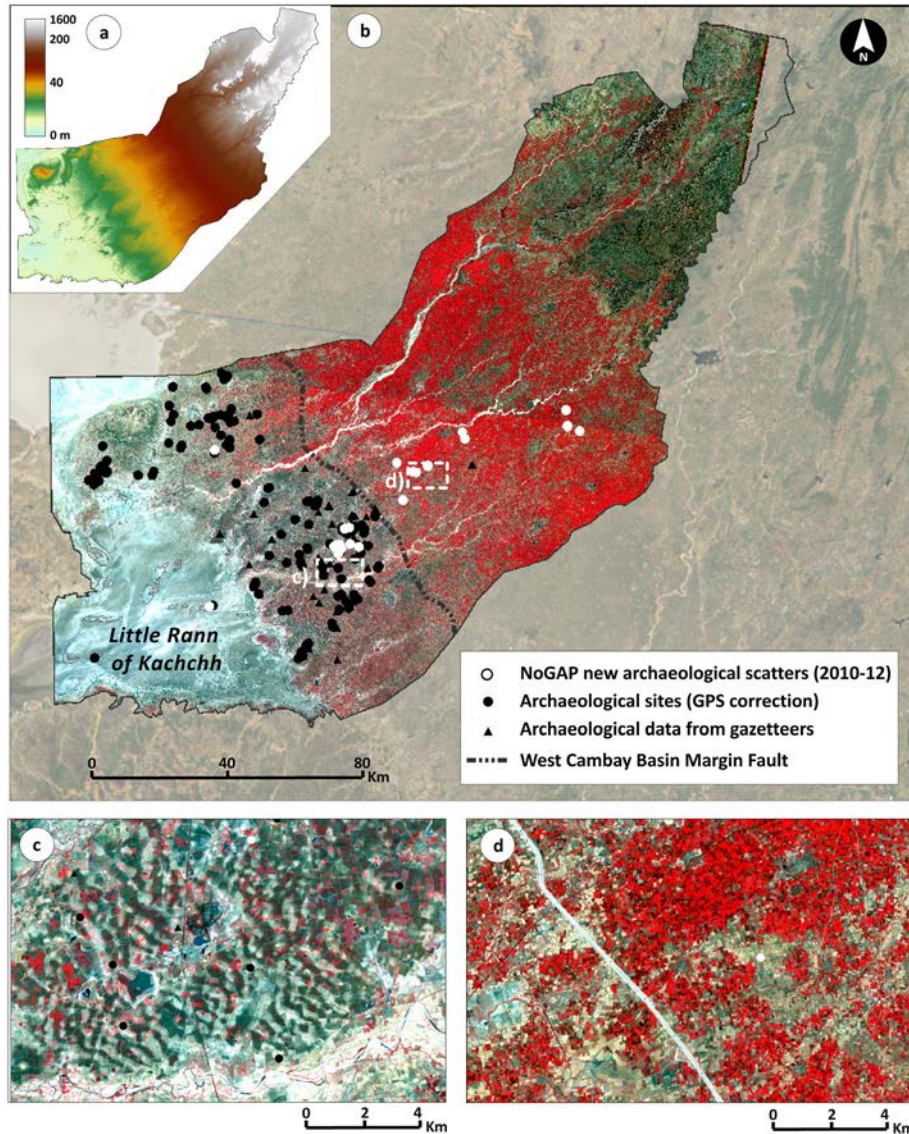 a
1600
200
40
0 m
b
N
d)
c)
Little Rann
of Kachchh
NoGAP new archaeological scatters (2010-12)
Archaeological sites (GPS correction)
Archaeological data from gazetteers
West Cambay Basin Margin Fault
0 40 80
Km
c
d
0 2 4
Km
0 2 4
Km